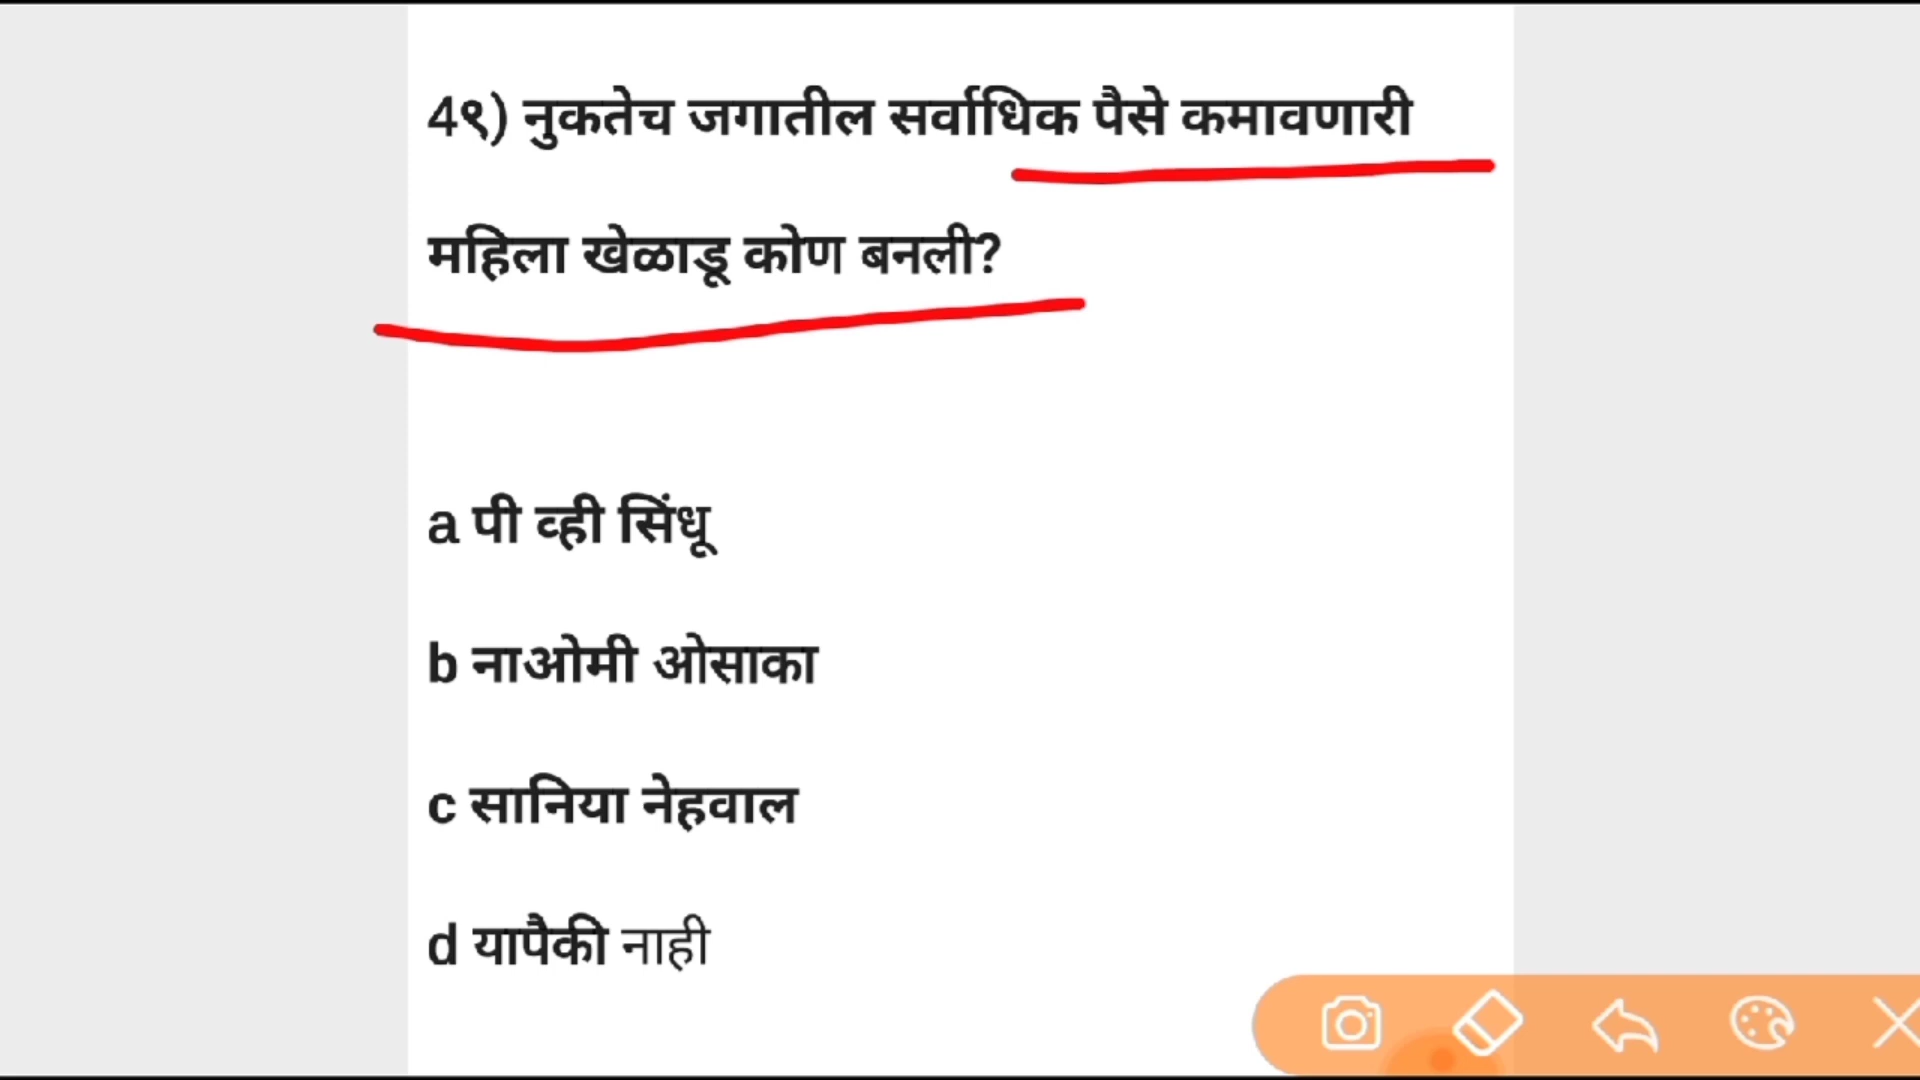 4९) नुकतेच जगातील सर्वाधिक पैसे कमावणारी
महिला खेळाडू कोण बनली?
a पी व्ही सिंधू
b नाओमी ओसाका
c सानिया नेहवाल
d यापैकी नाही